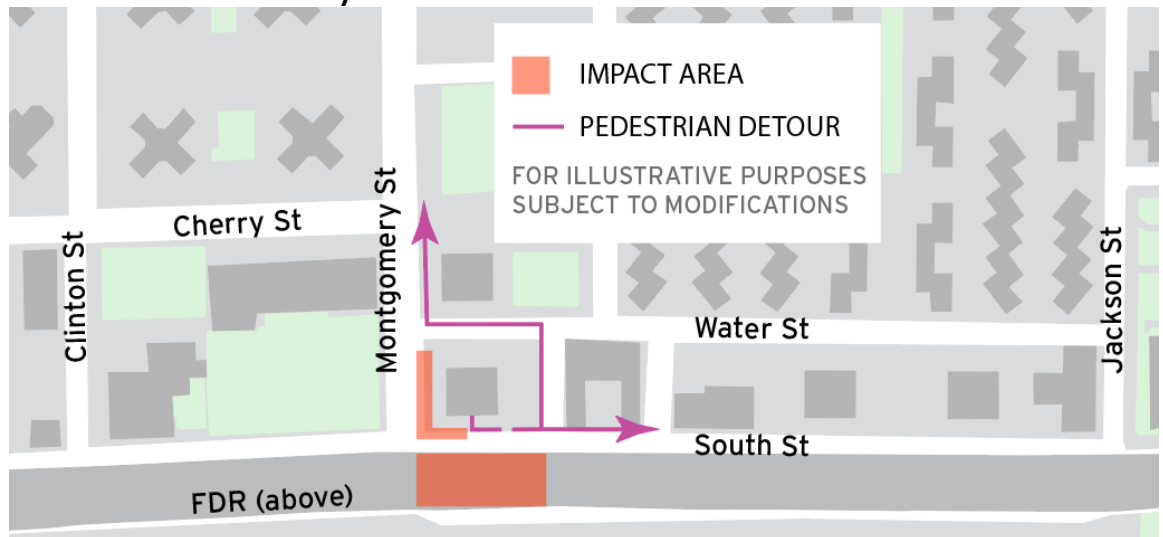 IMPACT AREA
PEDESTRIAN DETOUR
FOR ILLUSTRATIVE PURPOSES
SUBJECT TO MODIFICATIONS
Cherry St
Clinton St
Montgomery St
Jackson St
Water St
South St
FDR (above)